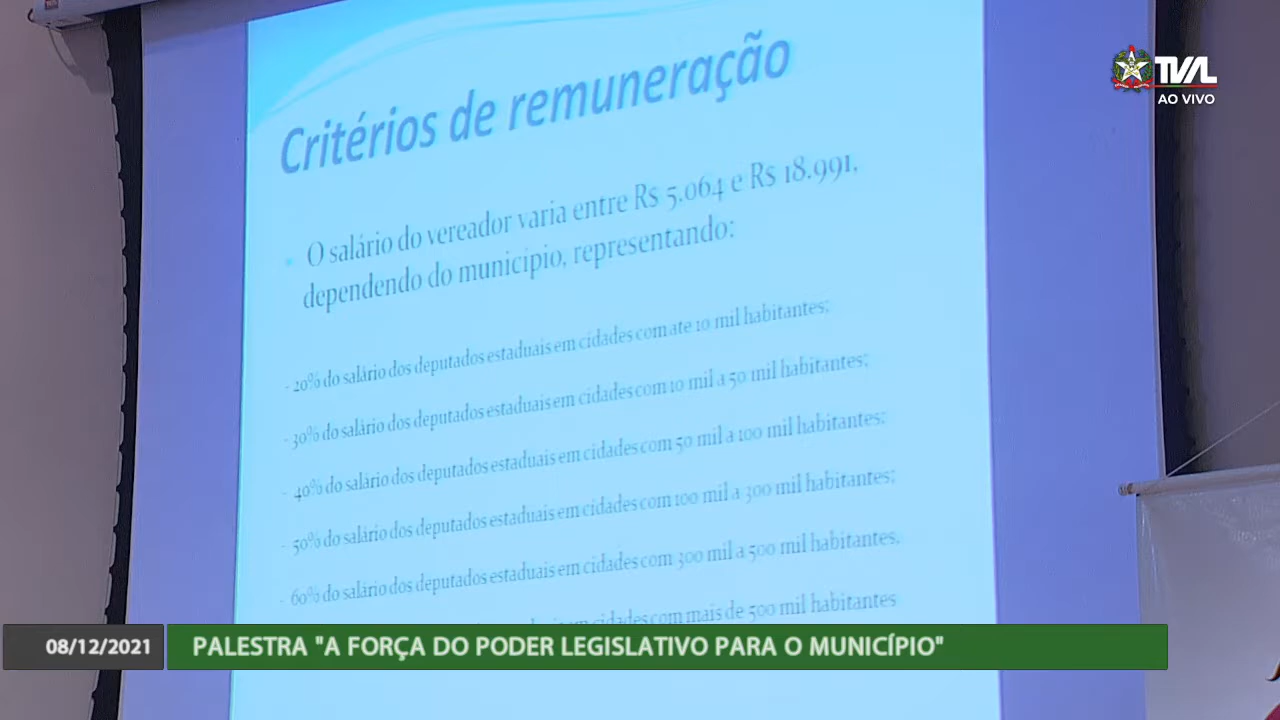 Critérios de remuneração
TVAL
AO VIVO
O salário do vereador varia entre R$ 5.064 e R$ 18.991,
dependendo do municipio, representando:
- 20% do salário dos deputados estaduais em cidades com ate 10 mil habitantes;
- 30% do salário dos deputados estaduais em cidades com 10 mil a 50 mil habitantes;
- 40% do salário dos deputados estaduais em cidades com 50 mil a 100 mil habitantes;
- 50% do salário dos deputados estaduais em cidades com 100 mil a 300 mil habitantes;
- 60% do salário dos deputados estaduais em cidades com 300 mil a 500 mil habitantes.
em cidades com mais de 500 mil habitantes
08/12/2021
PALESTRA "A FORÇA DO PODER LEGISLATIVO PARA O MUNICÍPIO"